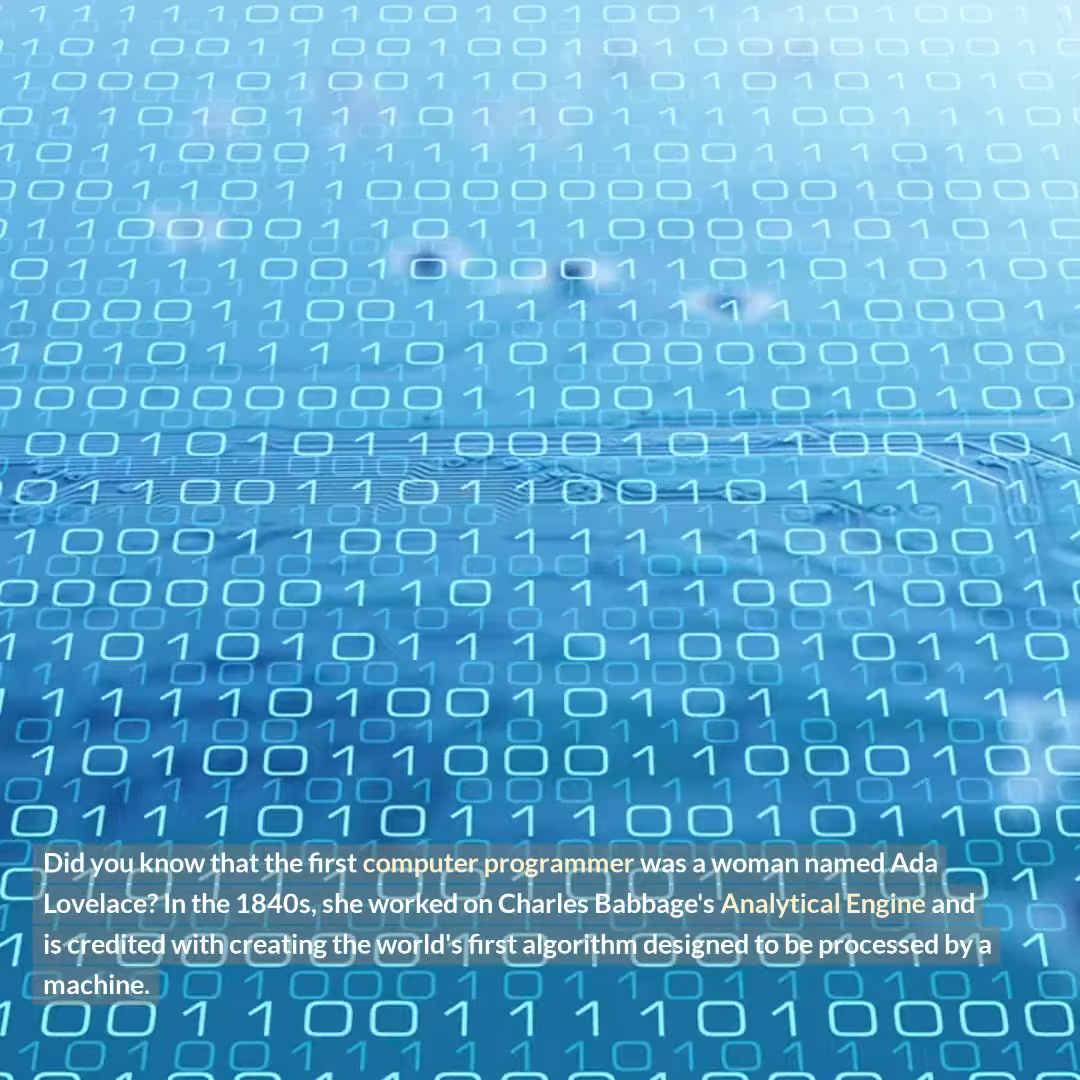 Did you know that the first computer programmer was a woman named Ada
Lovelace? In the 1840s, she worked on Charles Babbage's Analytical Engine and
is credited with creating the world's first algorithm designed to be processed by a
machine.